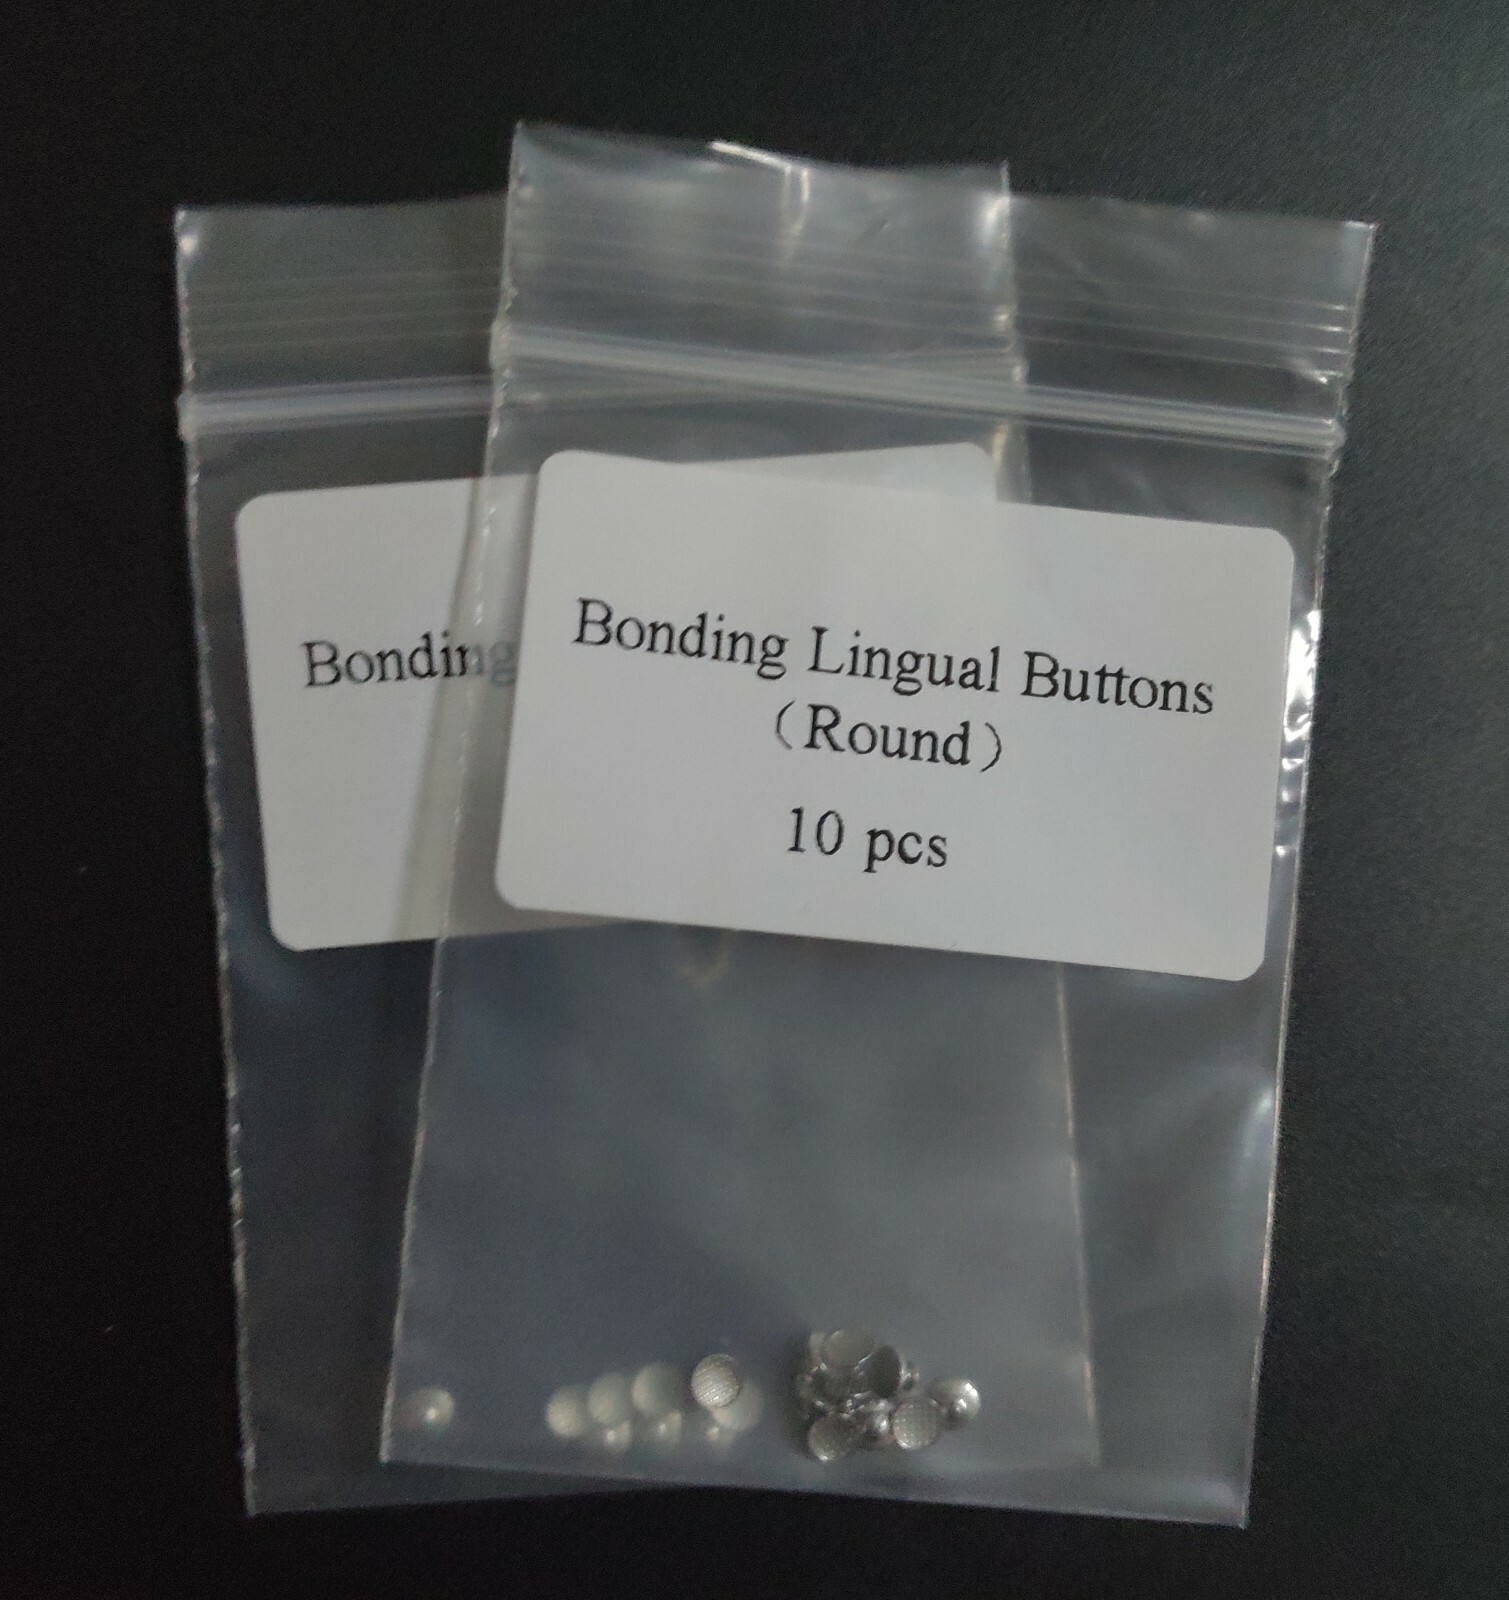 Bonding
Bonding Lingual Buttons
（Round）
10 pcs